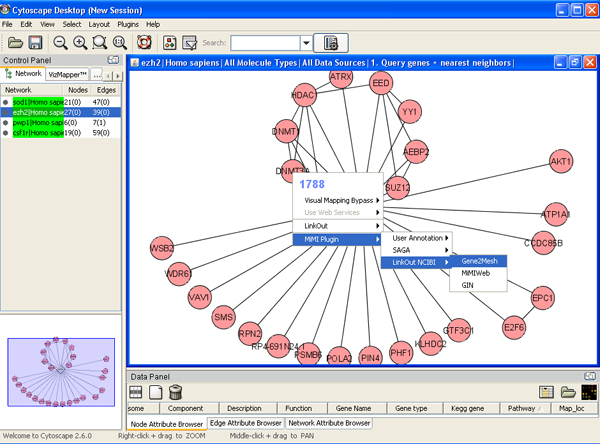 Cytoscape Desktop (New Session)
File Edit View Select Layout Plugins Help
Search:
Control Panel
Network VizMapper™ ...
Network Nodes Edges
sod1|Homo sapie 21(0) 47(0)
ezh2|Homo sapie 27(0) 39(0)
pwp1|Homo sapie 6(0) 7(1)
csf1r|Homo sapie 19(0) 59(0)
ezh2|Homo sapiens|All Molecule Types|All Data Sources|1. Query genes + nearest neighbors|
ATRX
EED
HDAC1
YY1
DNMT1
AEBP2
DNMT3A
SUZ12
AKT1
ATP1A1
CCDC85B
EPC1
E2F6
GTF3C1
KLHDC2
PHF1
PIN4
POLA2
PSMB6
RP4-691N24.1
RPN2
SMS
VAV1
WDR61
WSB2
1788
Visual Mapping Bypass
Use Web Services
LinkOut
MiMI Plugin
User Annotation
SAGA
LinkOut NCIBI
Gene2Mesh
MiMIWeb
GIN
Data Panel
some Component Description Function Gene Name Gene type Kegg gene Pathway Map_loc
Node Attribute Browser Edge Attribute Browser Network Attribute Browser
Welcome to Cytoscape 2.6.0 Right-click + drag to ZOOM Middle-click + drag to PAN